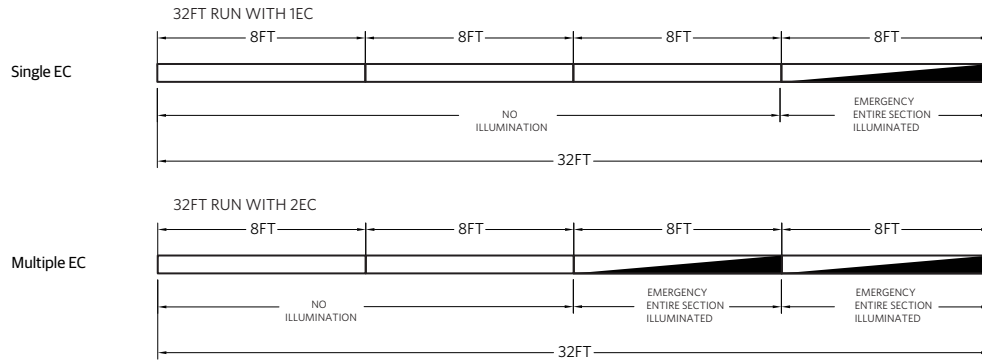 32FT RUN WITH 1EC
8FT 8FT 8FT 8FT
Single EC
NO
ILLUMINATION
EMERGENCY
ENTIRE SECTION
ILLUMINATED
32FT
32FT RUN WITH 2EC
8FT 8FT 8FT 8FT
Multiple EC
NO
ILLUMINATION
EMERGENCY
ENTIRE SECTION
ILLUMINATED
EMERGENCY
ENTIRE SECTION
ILLUMINATED
32FT